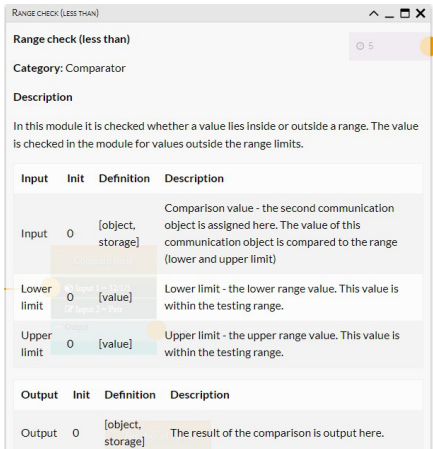 RANGE CHECK (LESS THAN)
Range check (less than)
5
Category: Comparator
Description
In this module it is checked whether a value lies inside or outside a range. The value
is checked in the module for values outside the range limits.
Input Init Definition Description
Input 0 [object, storage] Comparison value - the second communication
object is assigned here. The value of this
communication object is compared to the range
(lower and upper limit)
Lower limit 0 [value] Lower limit - the lower range value. This value is
within the testing range.
Upper limit 0 [value] Upper limit - the upper range value. This value is
within the testing range.
Output Init Definition Description
Output 0 [object, storage] The result of the comparison is output here.